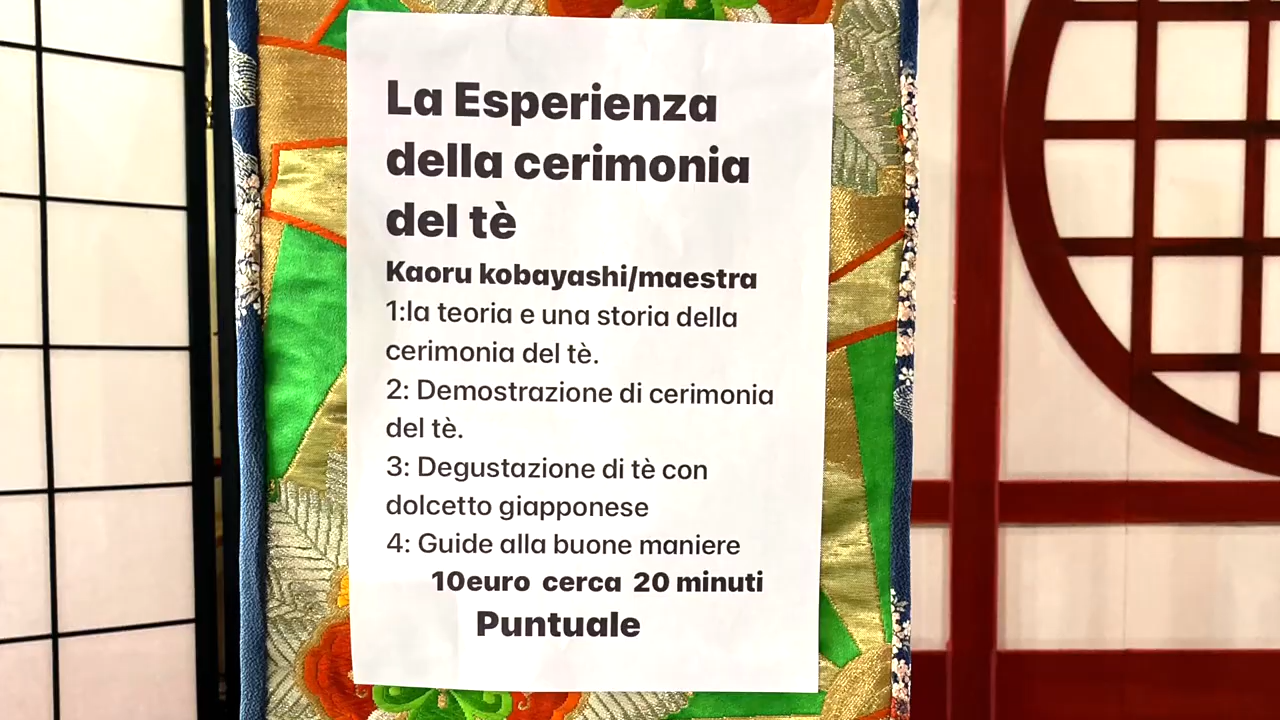 La Esperienza
della cerimonia
del tè
Kaoru kobayashi/maestra
1:la teoria e una storia della
cerimonia del tè.
2: Demostrazione di cerimonia
del tè.
3: Degustazione di tè con
dolcetto giapponese
4: Guide alla buone maniere
10euro cerca 20 minuti
Puntuale